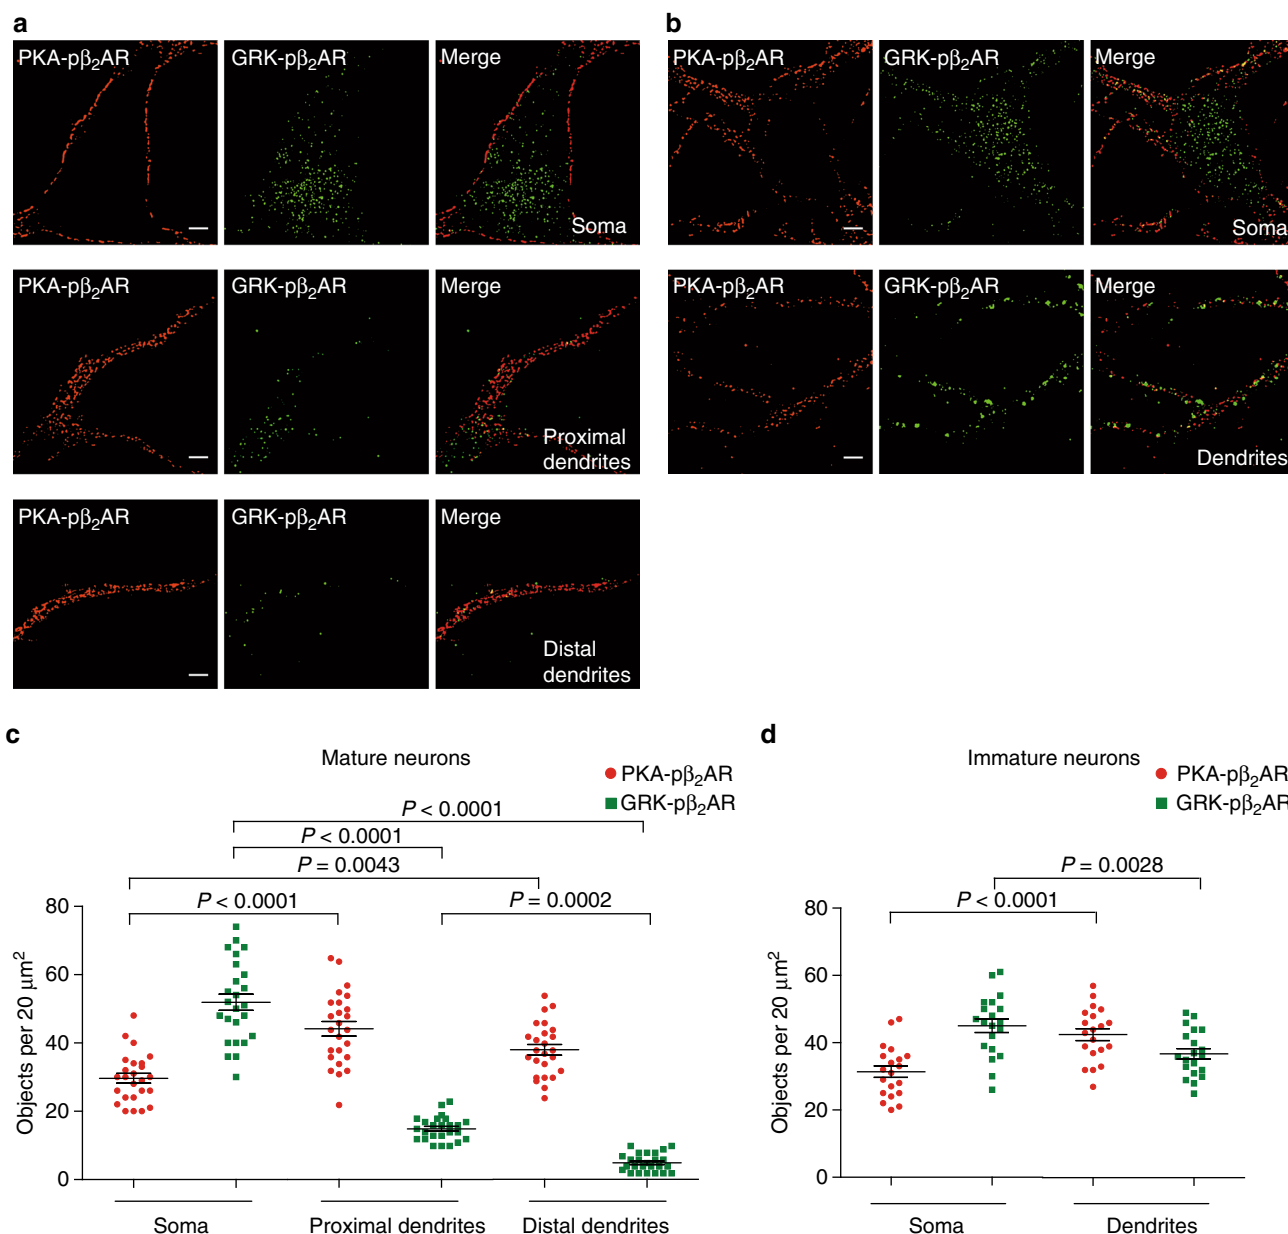 a
PKA-pβ₂AR GRK-pβ₂AR Merge
Soma
PKA-pβ₂AR GRK-pβ₂AR Merge
Proximal
dendrites
PKA-pβ₂AR GRK-pβ₂AR Merge
Distal
dendrites
b
PKA-pβ₂AR GRK-pβ₂AR Merge
Soma
PKA-pβ₂AR GRK-pβ₂AR Merge
Dendrites
c
Mature neurons
PKA-pβ₂AR
GRK-pβ₂AR
P < 0.0001
P < 0.0001
P = 0.0043
P < 0.0001 P = 0.0002
Objects per 20 μm²
80
60
40
20
0
Soma Proximal dendrites Distal dendrites
d
Immature neurons
PKA-pβ₂AR
GRK-pβ₂AR
P = 0.0028
P < 0.0001
Objects per 20 μm²
80
60
40
20
0
Soma Dendrites